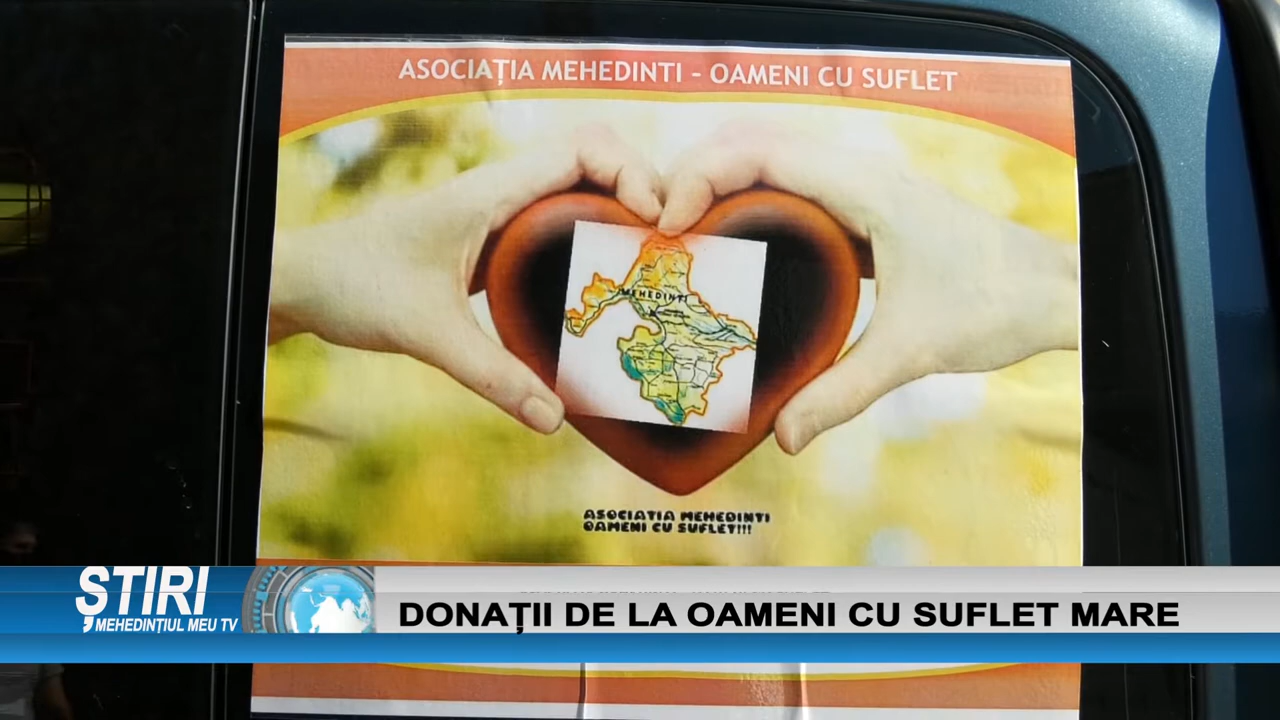 ASOCIAȚIA MEHEDINTI - OAMENI CU SUFLET
MEHEDINTI
ASOCIATIA MEHEDINTI
OAMENI CU SUFLET!!!
ȘTIRI
MEHEDINȚIUL MEU TV
DONAȚII DE LA OAMENI CU SUFLET MARE